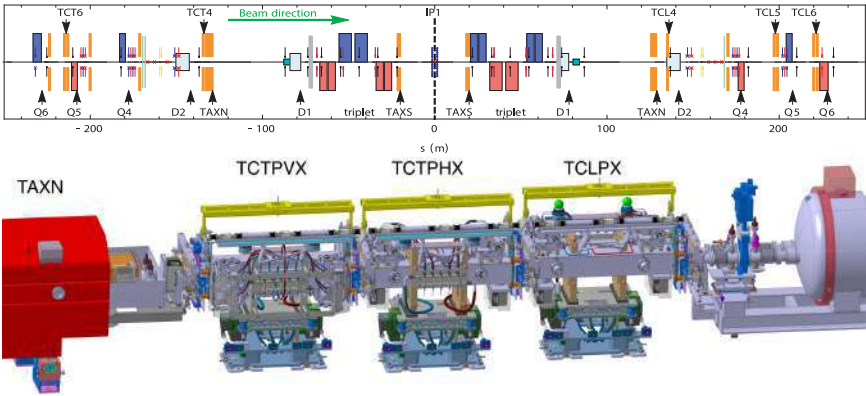 TCT6 TCT4 IP1 TCL4 TCL5 TCL6
Beam direction
Q6 Q5 Q4 D2 TAXN D1 triplet TAXS TAXS triplet D1 TAXN D2 Q4 Q5 Q6
- 200 - 100 0 100 200
s (m)
TCTPVX TCTPHX TCLPX
TAXN